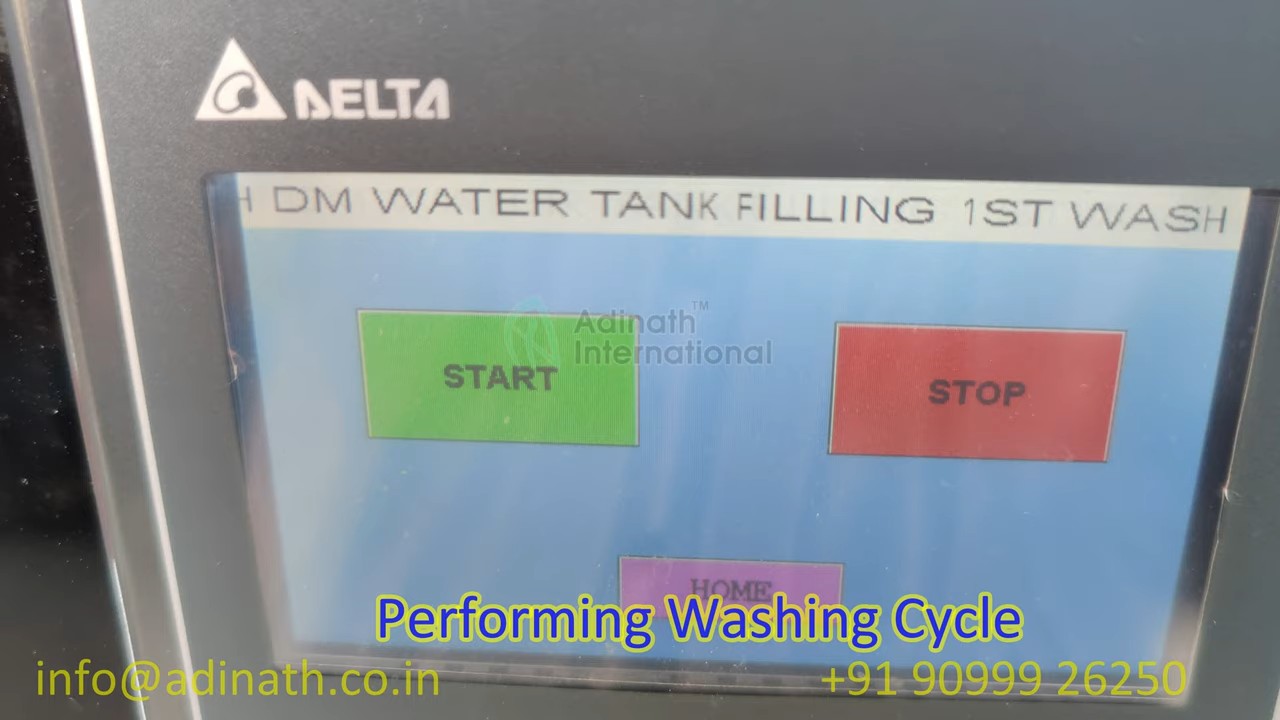 DELTA
H DM WATER TANK FILLING 1ST WASH
Adinath™
International
START
STOP
HOME
Performing Washing Cycle
info@adinath.co.in
+91 90999 26250